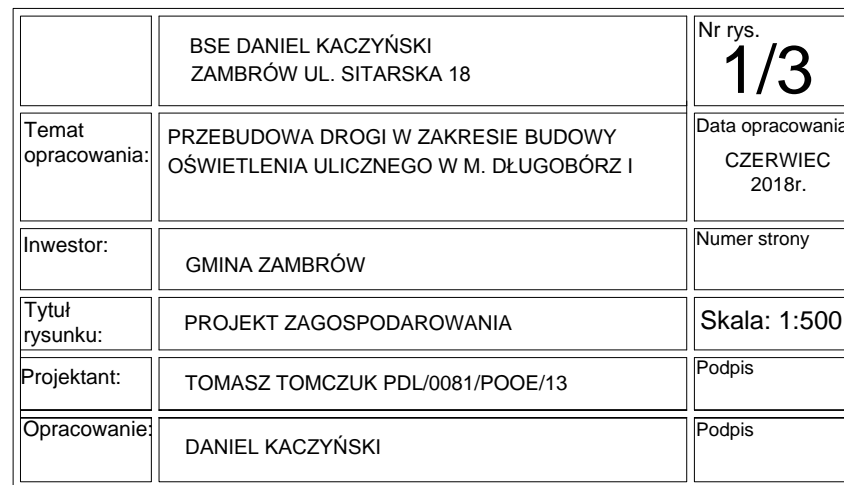 BSE DANIEL KACZYŃSKI
ZAMBRÓW UL. SITARSKA 18
Nr rys.
1/3
Temat
opracowania:
PRZEBUDOWA DROGI W ZAKRESIE BUDOWY
OŚWIETLENIA ULICZNEGO W M. DŁUGOBÓRZ I
Data opracowania
CZERWIEC
2018r.
Inwestor:
GMINA ZAMBRÓW
Numer strony
Tytuł
rysunku:
PROJEKT ZAGOSPODAROWANIA
Skala: 1:500
Projektant:
TOMASZ TOMCZUK PDL/0081/POOE/13
Podpis
Opracowanie:
DANIEL KACZYŃSKI
Podpis